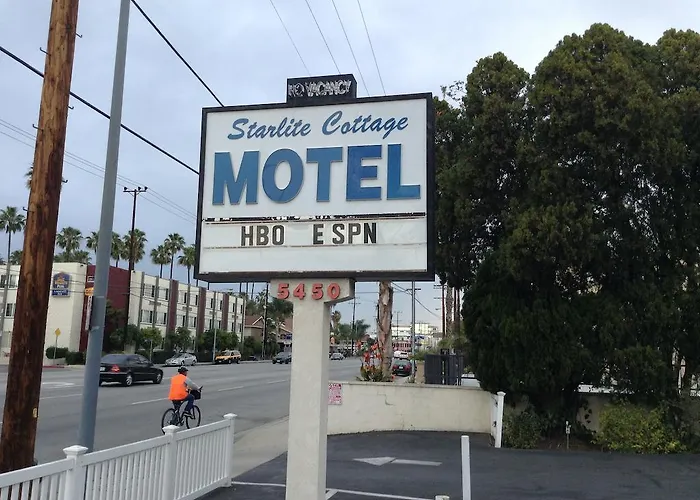 NO VACANCY
Starlite Cottage
MOTEL
HBO ESPN
5450